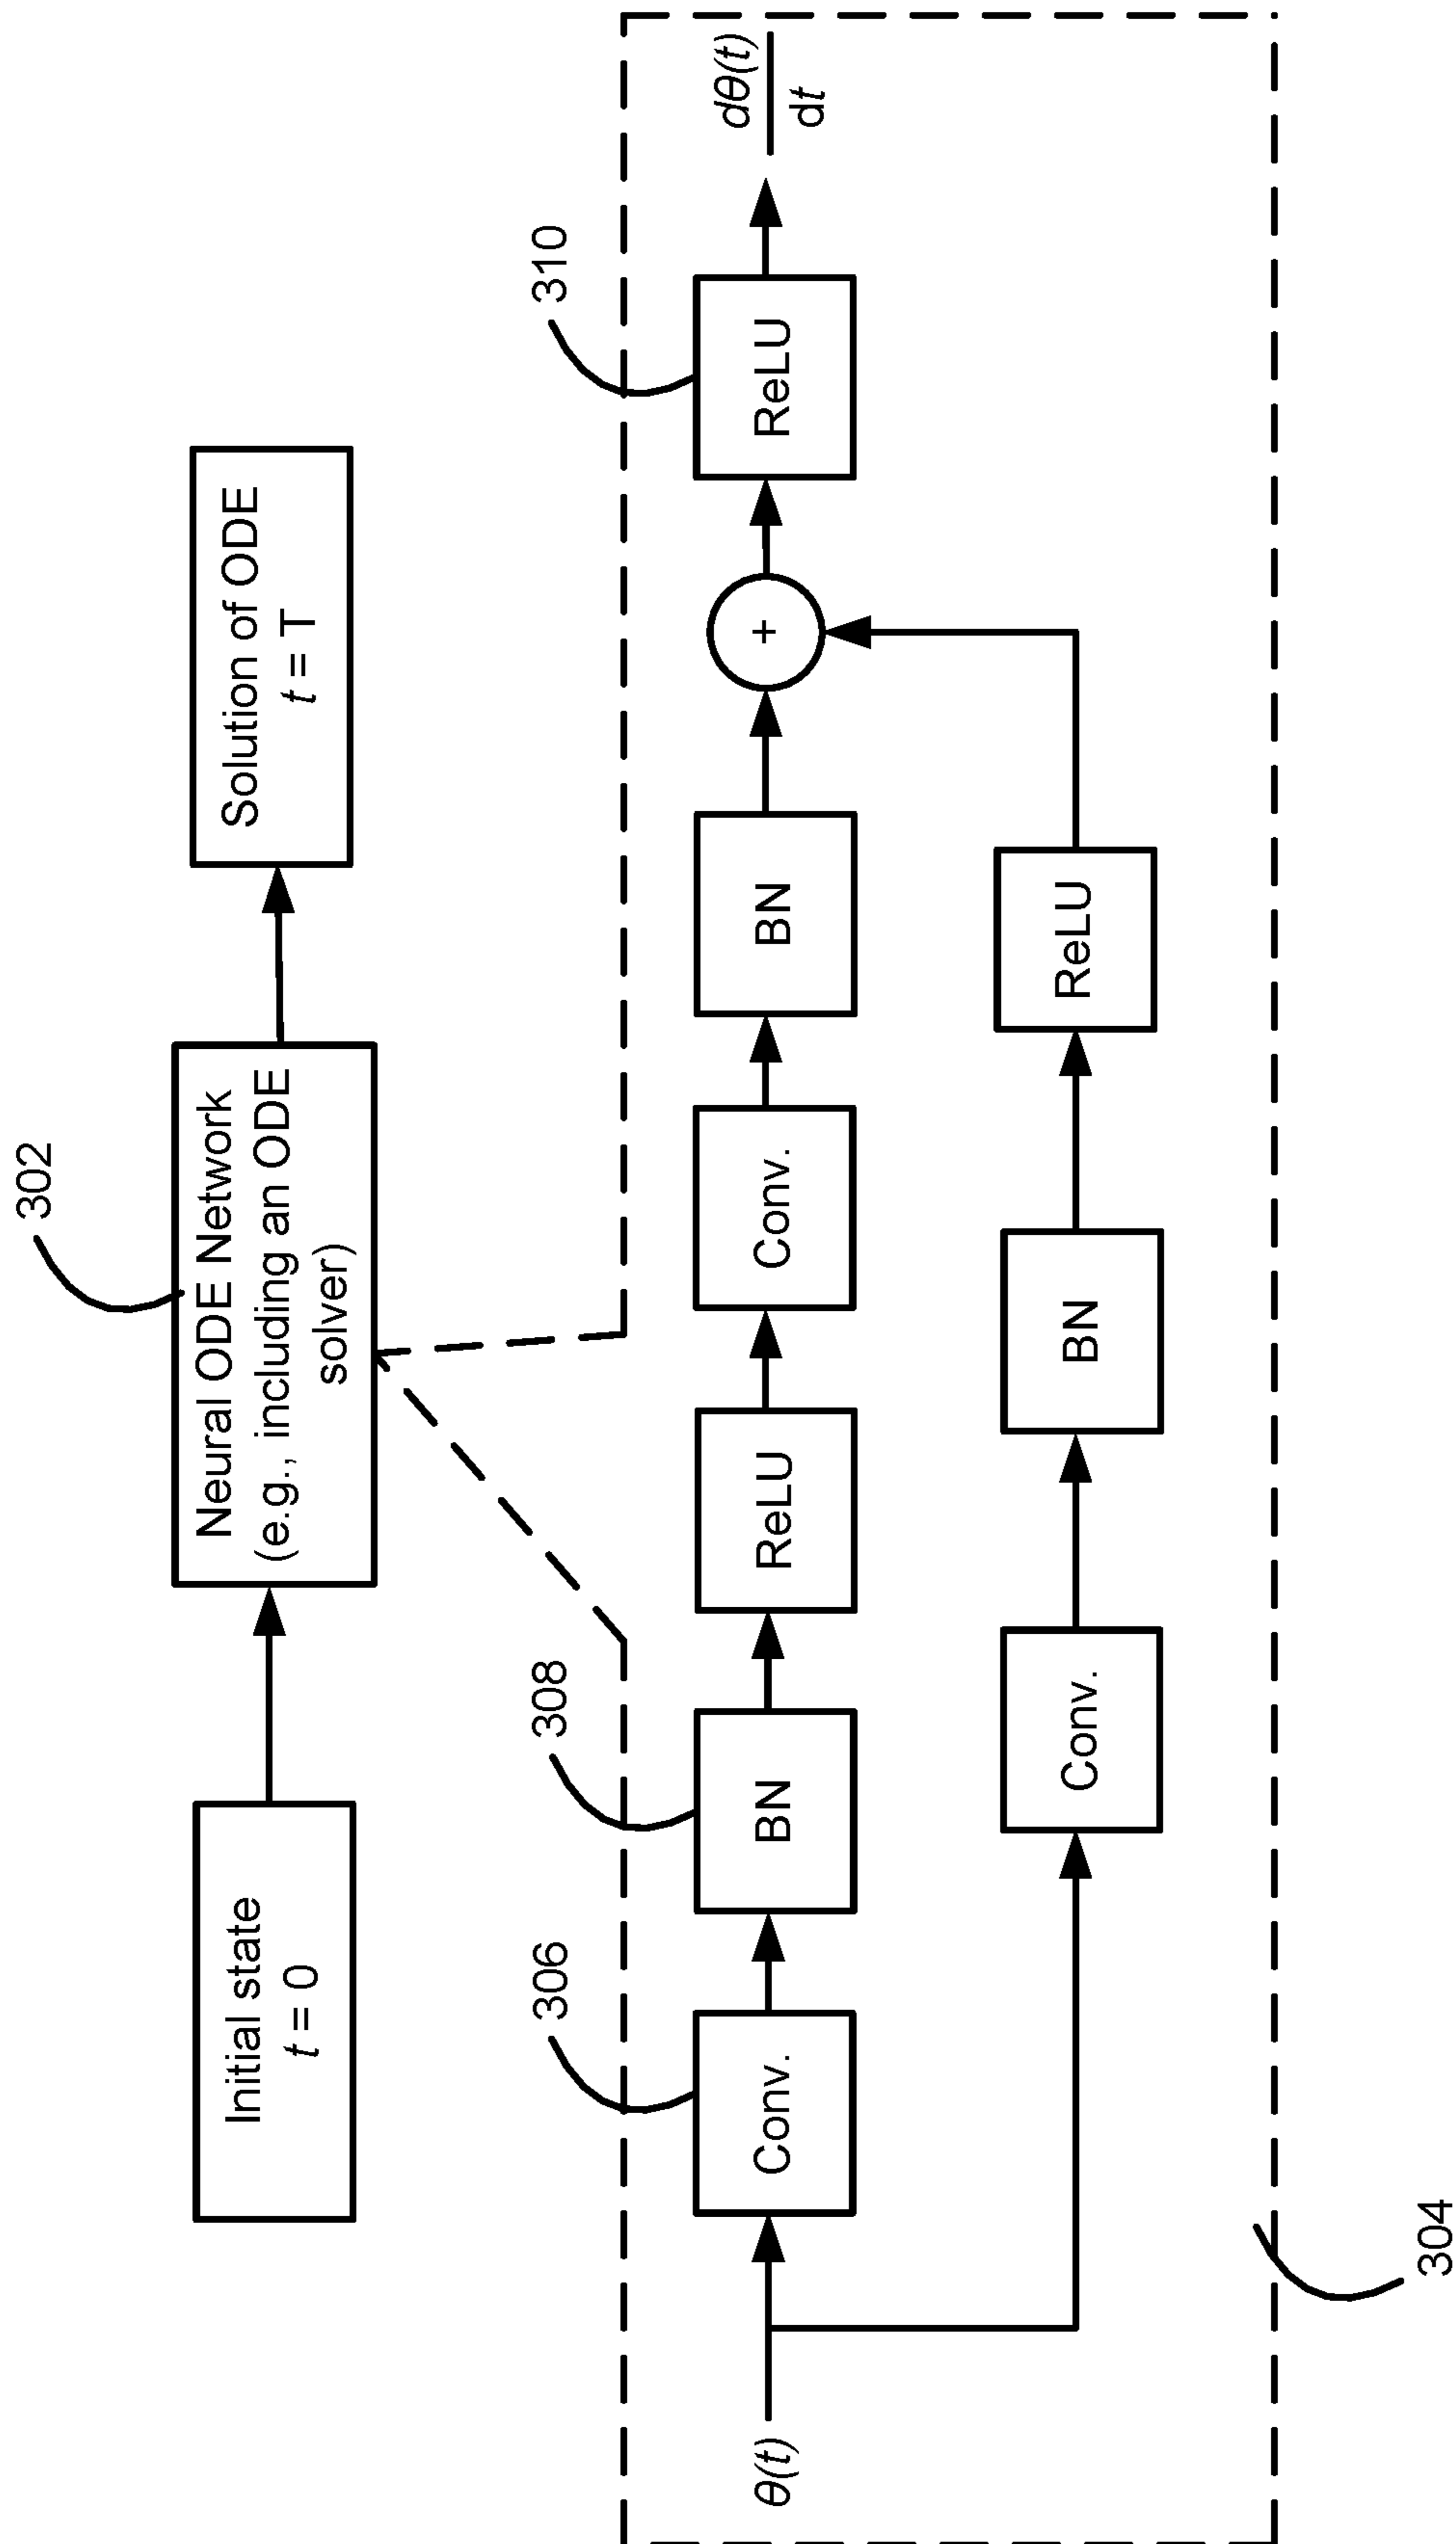 302
Initial state
t = 0
Neural ODE Network
(e.g., including an ODE
solver)
Solution of ODE
t = T
306
308
310
θ(t)
Conv.
BN
ReLU
Conv.
BN
+
ReLU
dθ(t)
dt
Conv.
BN
ReLU
304